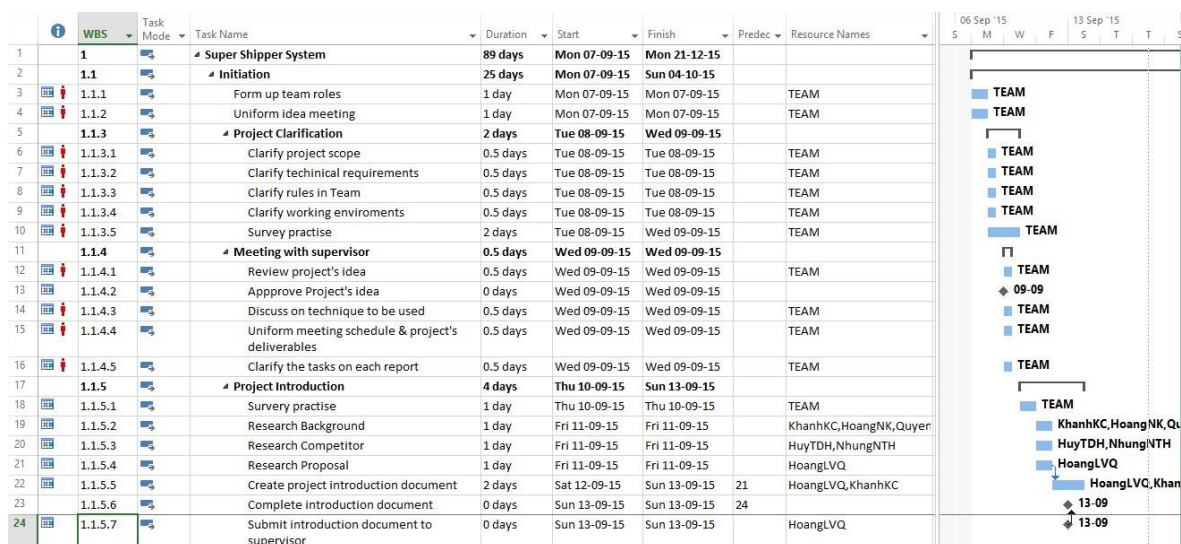 06 Sep '15 13 Sep '15
WBS Task Mode Task Name Duration Start Finish Predec Resource Names S M W F S T T S
1 1 Super Shipper System 89 days Mon 07-09-15 Mon 21-12-15
2 1.1 Initiation 25 days Mon 07-09-15 Sun 04-10-15
3 1.1.1 Form up team roles 1 day Mon 07-09-15 Mon 07-09-15 TEAM TEAM
4 1.1.2 Uniform idea meeting 1 day Mon 07-09-15 Mon 07-09-15 TEAM TEAM
5 1.1.3 Project Clarification 2 days Tue 08-09-15 Wed 09-09-15
6 1.1.3.1 Clarify project scope 0.5 days Tue 08-09-15 Tue 08-09-15 TEAM TEAM
7 1.1.3.2 Clarify techinical requirements 0.5 days Tue 08-09-15 Tue 08-09-15 TEAM TEAM
8 1.1.3.3 Clarify rules in Team 0.5 days Tue 08-09-15 Tue 08-09-15 TEAM TEAM
9 1.1.3.4 Clarify working enviroments 0.5 days Tue 08-09-15 Tue 08-09-15 TEAM TEAM
10 1.1.3.5 Survey practise 2 days Tue 08-09-15 Wed 09-09-15 TEAM TEAM
11 1.1.4 Meeting with supervisor 0.5 days Wed 09-09-15 Wed 09-09-15
12 1.1.4.1 Review project's idea 0.5 days Wed 09-09-15 Wed 09-09-15 TEAM TEAM
13 1.1.4.2 Appprove Project's idea 0 days Wed 09-09-15 Wed 09-09-15 09-09
14 1.1.4.3 Discuss on technique to be used 0.5 days Wed 09-09-15 Wed 09-09-15 TEAM TEAM
15 1.1.4.4 Uniform meeting schedule & project's 0.5 days Wed 09-09-15 Wed 09-09-15 TEAM TEAM
deliverables
16 1.1.4.5 Clarify the tasks on each report 0.5 days Wed 09-09-15 Wed 09-09-15 TEAM TEAM
17 1.1.5 Project Introduction 4 days Thu 10-09-15 Sun 13-09-15
18 1.1.5.1 Survery practise 1 day Thu 10-09-15 Thu 10-09-15 TEAM TEAM
19 1.1.5.2 Research Background 1 day Fri 11-09-15 Fri 11-09-15 KhanhKC,HoangNK,Quyen KhanhKC,HoangNK,Qu
20 1.1.5.3 Research Competitor 1 day Fri 11-09-15 Fri 11-09-15 HuyTDH,NhungNTH HuyTDH,NhungNTH
21 1.1.5.4 Research Proposal 1 day Fri 11-09-15 Fri 11-09-15 HoangLVQ HoangLVQ
22 1.1.5.5 Create project introduction document 2 days Sat 12-09-15 Sun 13-09-15 21 HoangLVQ,KhanhKC HoangLVQ,Khan
23 1.1.5.6 Complete introduction document 0 days Sun 13-09-15 Sun 13-09-15 24 13-09
24 1.1.5.7 Submit introduction document to 0 days Sun 13-09-15 Sun 13-09-15 HoangLVQ 13-09
supervisor